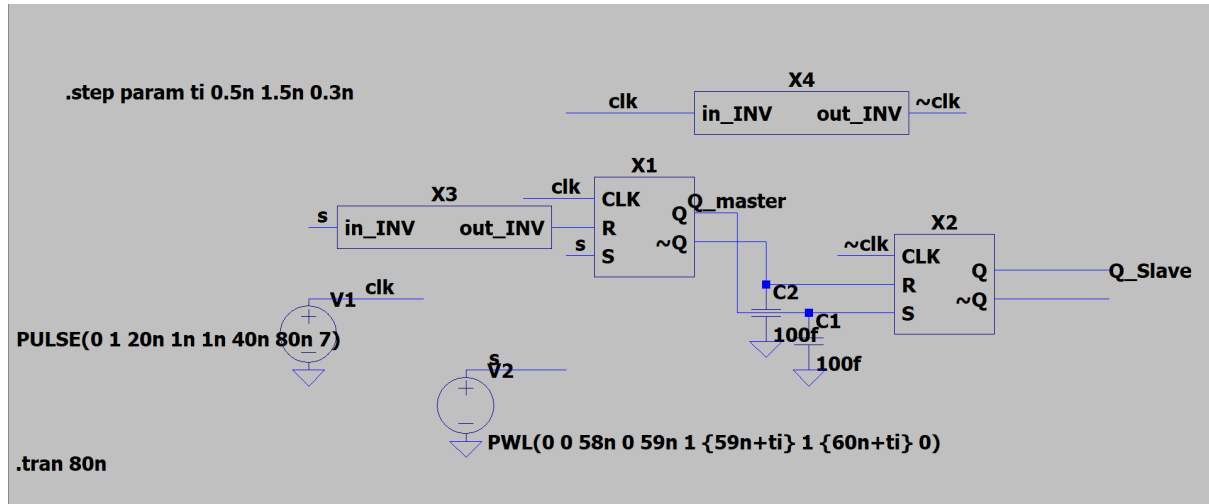 .step param ti 0.5n 1.5n 0.3n
X4
clk
in_INV out_INV
~clk
X1
clk
CLK
R
S
Q
~Q
Q_master
X3
s
in_INV out_INV
s
X2
~clk
CLK
R
S
Q
~Q
Q_Slave
C2
100f
C1
100f
clk
V1
PULSE(0 1 20n 1n 1n 40n 80n 7)
s
V2
PWL(0 0 58n 0 59n 1 {59n+ti} 1 {60n+ti} 0)
.tran 80n